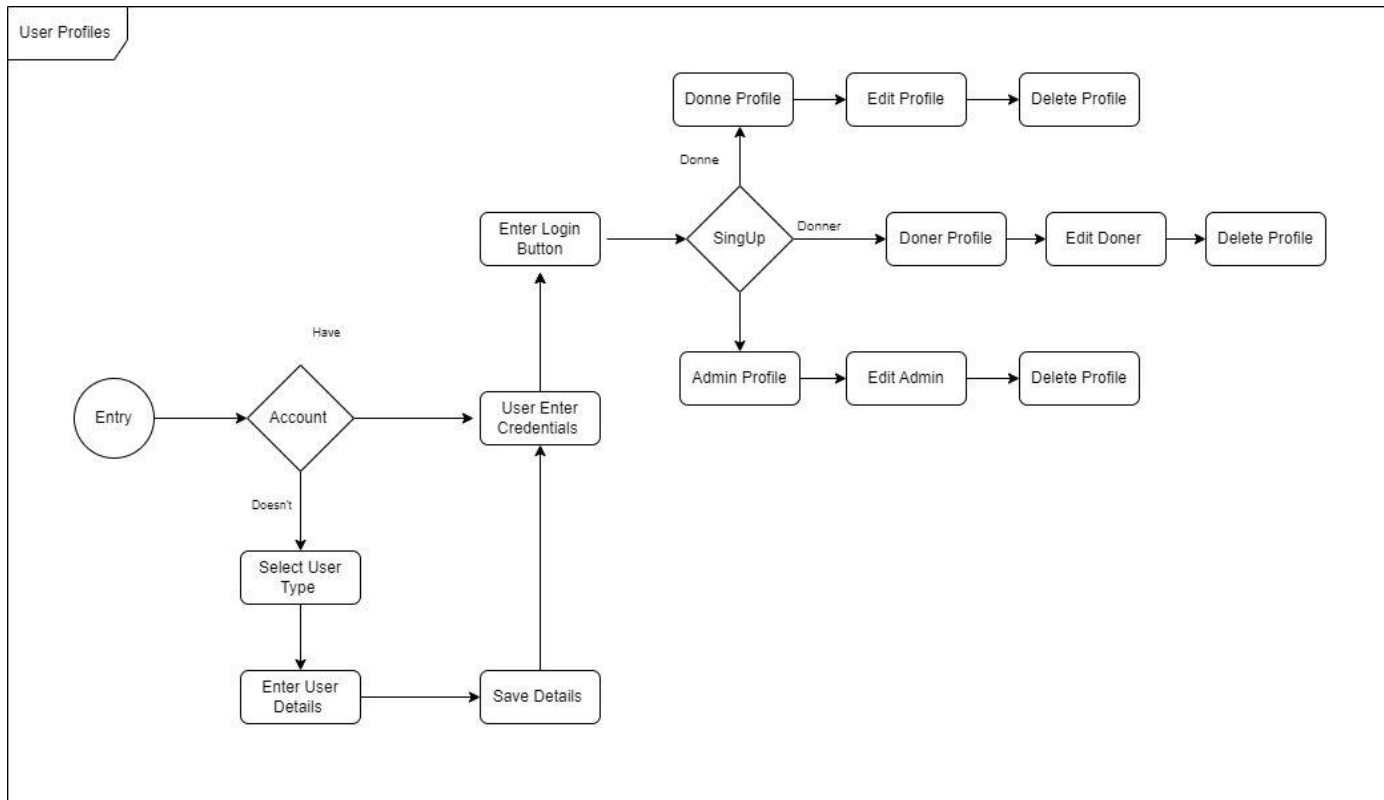 User Profiles
Donne Profile
Edit Profile
Delete Profile
Donne
Enter Login
Button
SingUp
Donner
Doner Profile
Edit Doner
Delete Profile
Have
Admin Profile
Edit Admin
Delete Profile
Entry
Account
User Enter
Credentials
Doesn't
Select User
Type
Enter User
Details
Save Details